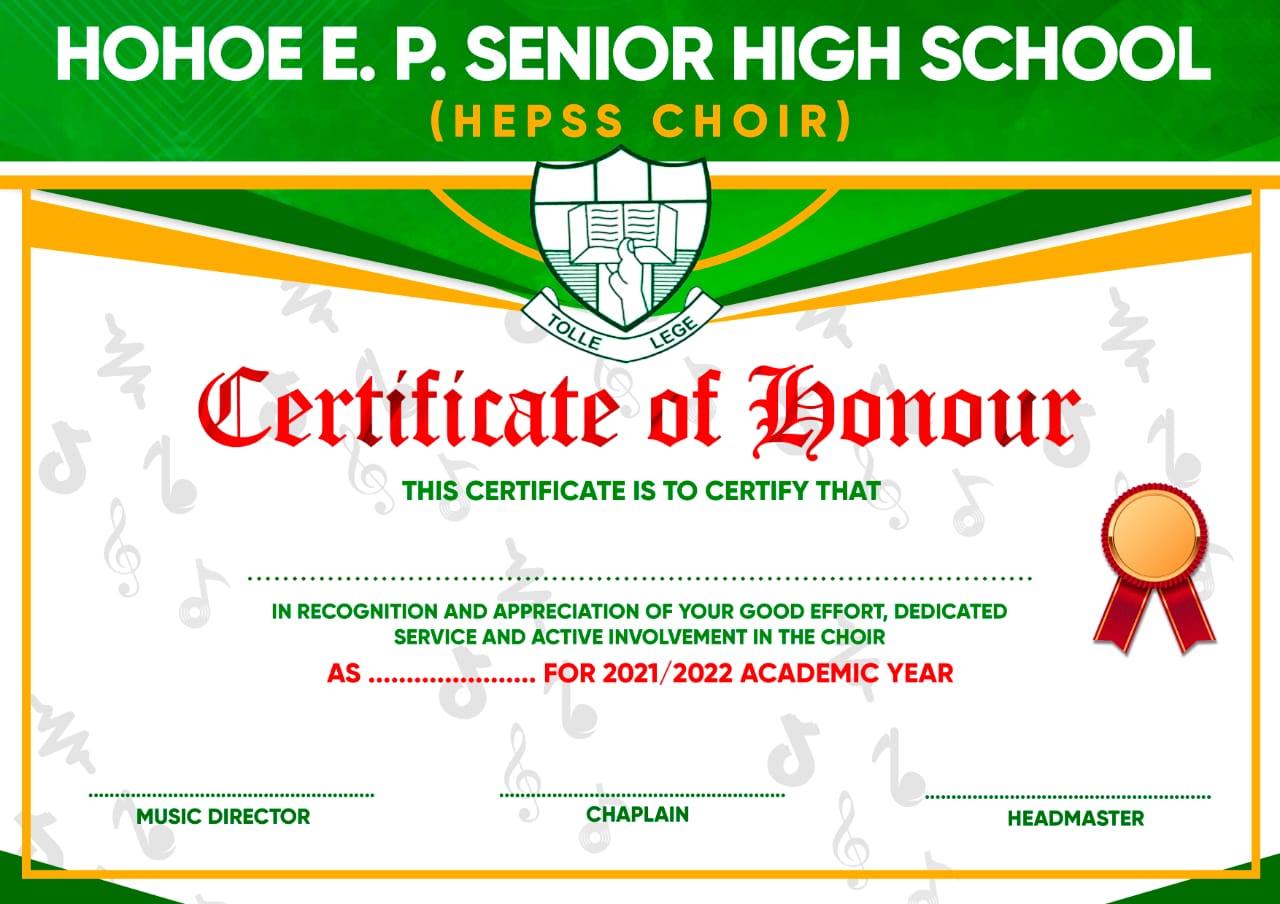 HOHOE E. P. SENIOR HIGH SCHOOL
(HEPSS CHOIR)
TOLLE LEGE
Certificate of Honour
THIS CERTIFICATE IS TO CERTIFY THAT
................................................................................
IN RECOGNITION AND APPRECIATION OF YOUR GOOD EFFORT, DEDICATED
SERVICE AND ACTIVE INVOLVEMENT IN THE CHOIR
AS ...................... FOR 2021/2022 ACADEMIC YEAR
MUSIC DIRECTOR
CHAPLAIN
HEADMASTER